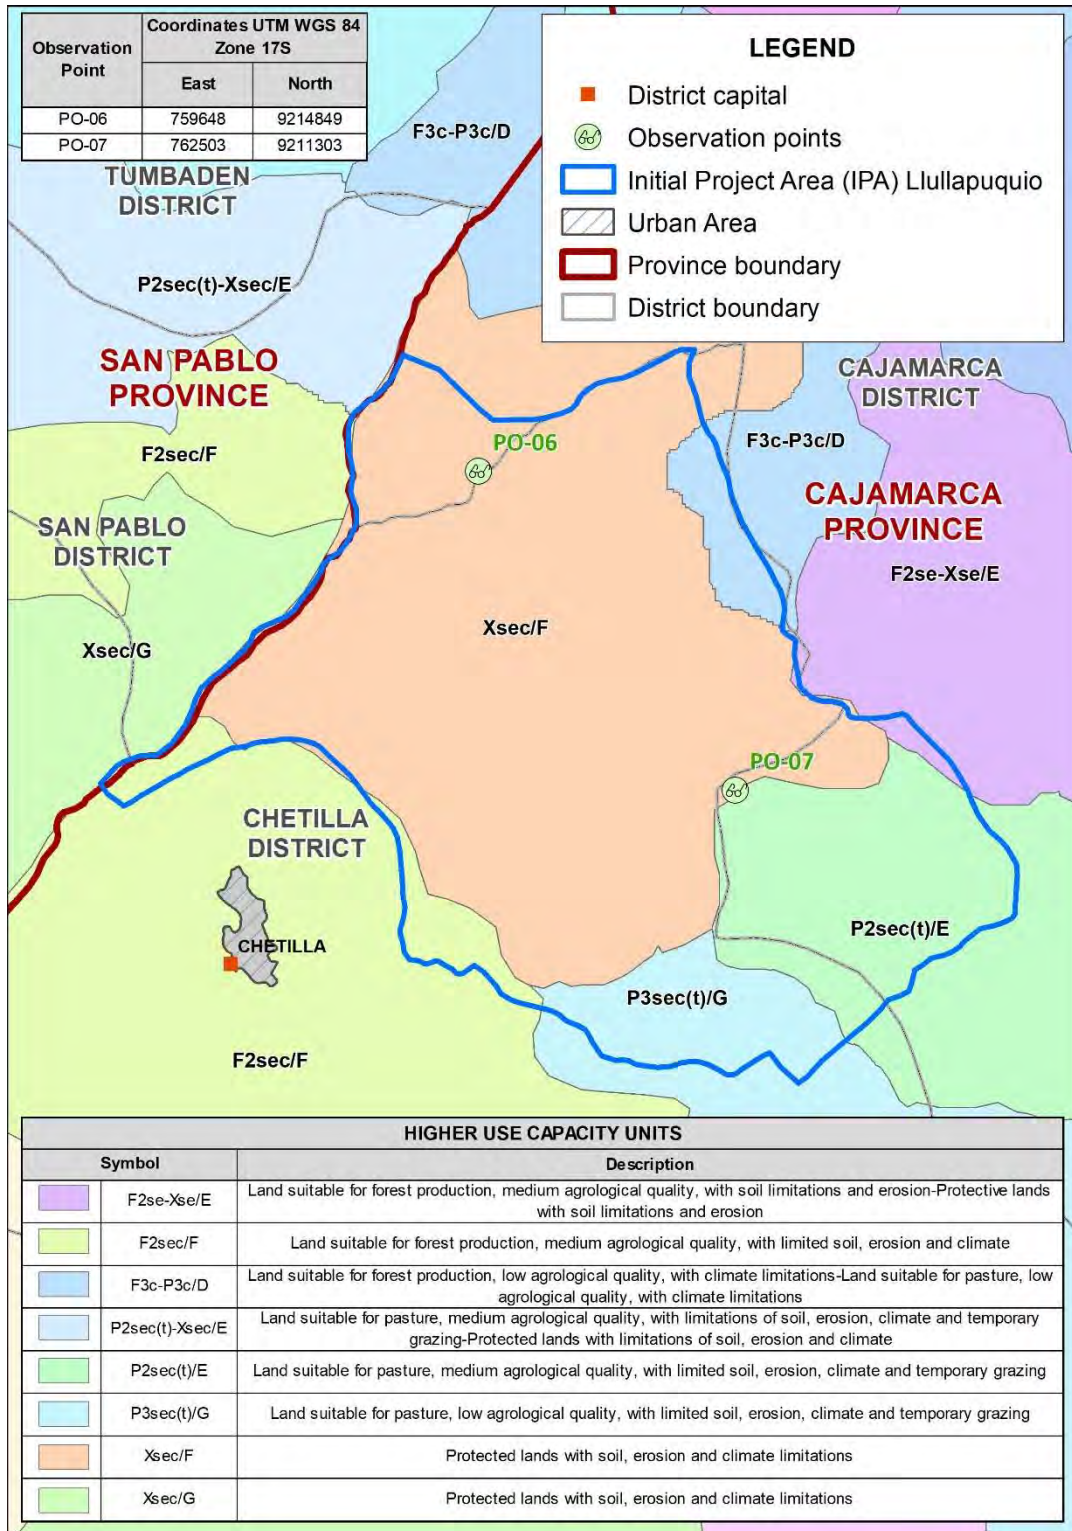 Observation
Point
Coordinates UTM WGS 84
Zone 17S
East
North
PO-06
759648
9214849
PO-07
762503
9211303
LEGEND
District capital
Observation points
Initial Project Area (IPA) Llullapuquio
Urban Area
Province boundary
District boundary
F3c-P3c/D
TUMBADEN
DISTRICT
P2sec(t)-Xsec/E
SAN PABLO
PROVINCE
CAJAMARCA
DISTRICT
F2sec/F
PO-06
F3c-P3c/D
CAJAMARCA
PROVINCE
SAN PABLO
DISTRICT
F2se-Xse/E
Xsec/F
Xsec/G
PO-07
CHETILLA
DISTRICT
P2sec(t)/E
CHETILLA
P3sec(t)/G
F2sec/F
HIGHER USE CAPACITY UNITS
Symbol
Description
F2se-Xse/E
Land suitable for forest production, medium agrological quality, with soil limitations and erosion-Protective lands
with soil limitations and erosion
F2sec/F
Land suitable for forest production, medium agrological quality, with limited soil, erosion and climate
F3c-P3c/D
Land suitable for forest production, low agrological quality, with climate limitations-Land suitable for pasture, low
agrological quality, with climate limitations
P2sec(t)-Xsec/E
Land suitable for pasture, medium agrological quality, with limitations of soil, erosion, climate and temporary
grazing-Protected lands with limitations of soil, erosion and climate
P2sec(t)/E
Land suitable for pasture, medium agrological quality, with limited soil, erosion, climate and temporary grazing
P3sec(t)/G
Land suitable for pasture, low agrological quality, with limited soil, erosion, climate and temporary grazing
Xsec/F
Protected lands with soil, erosion and climate limitations
Xsec/G
Protected lands with soil, erosion and climate limitations